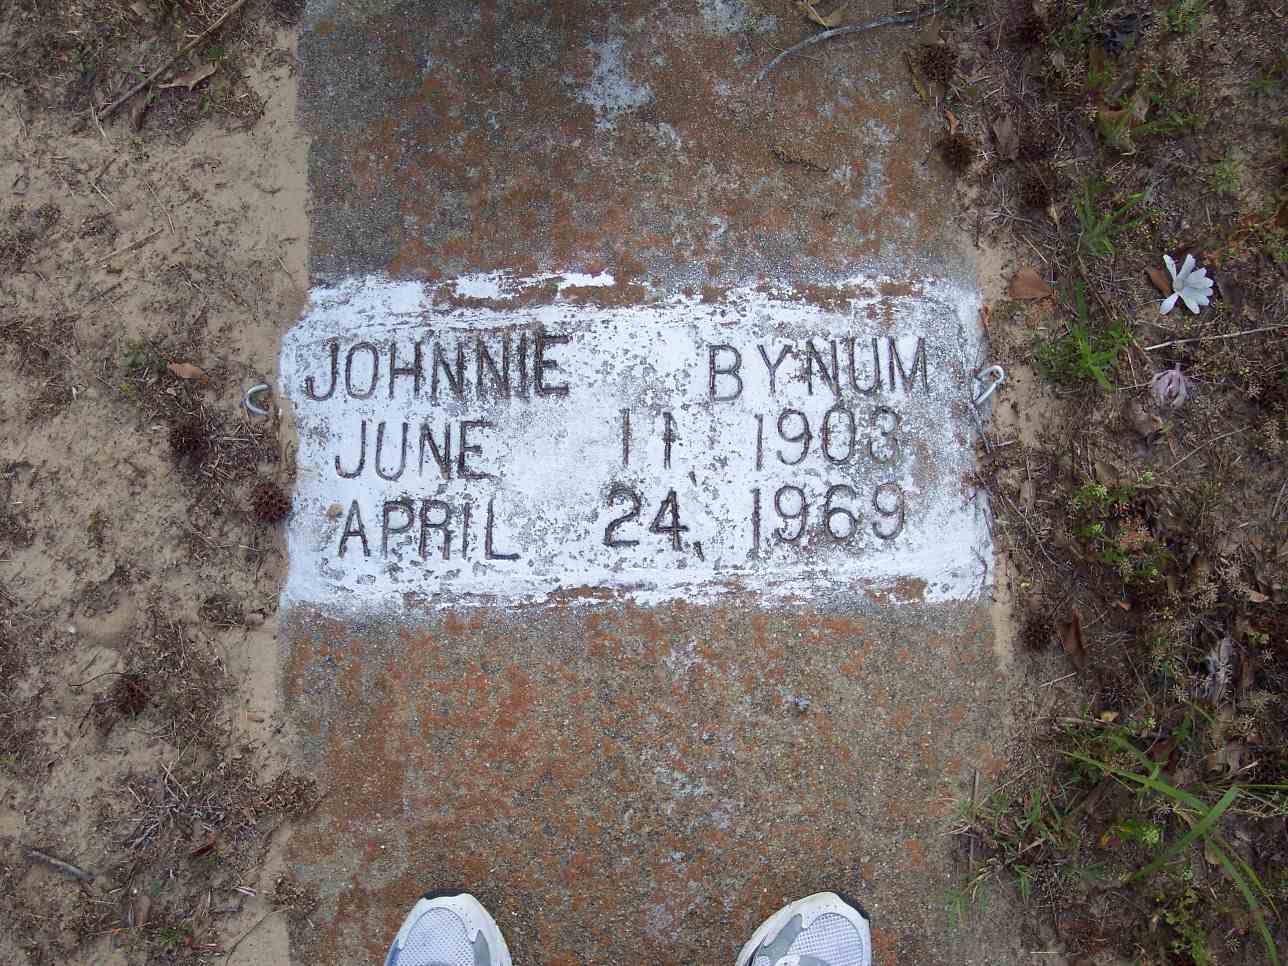 JOHNNIE BYNUM
JUNE 11, 1903
APRIL 24, 1969